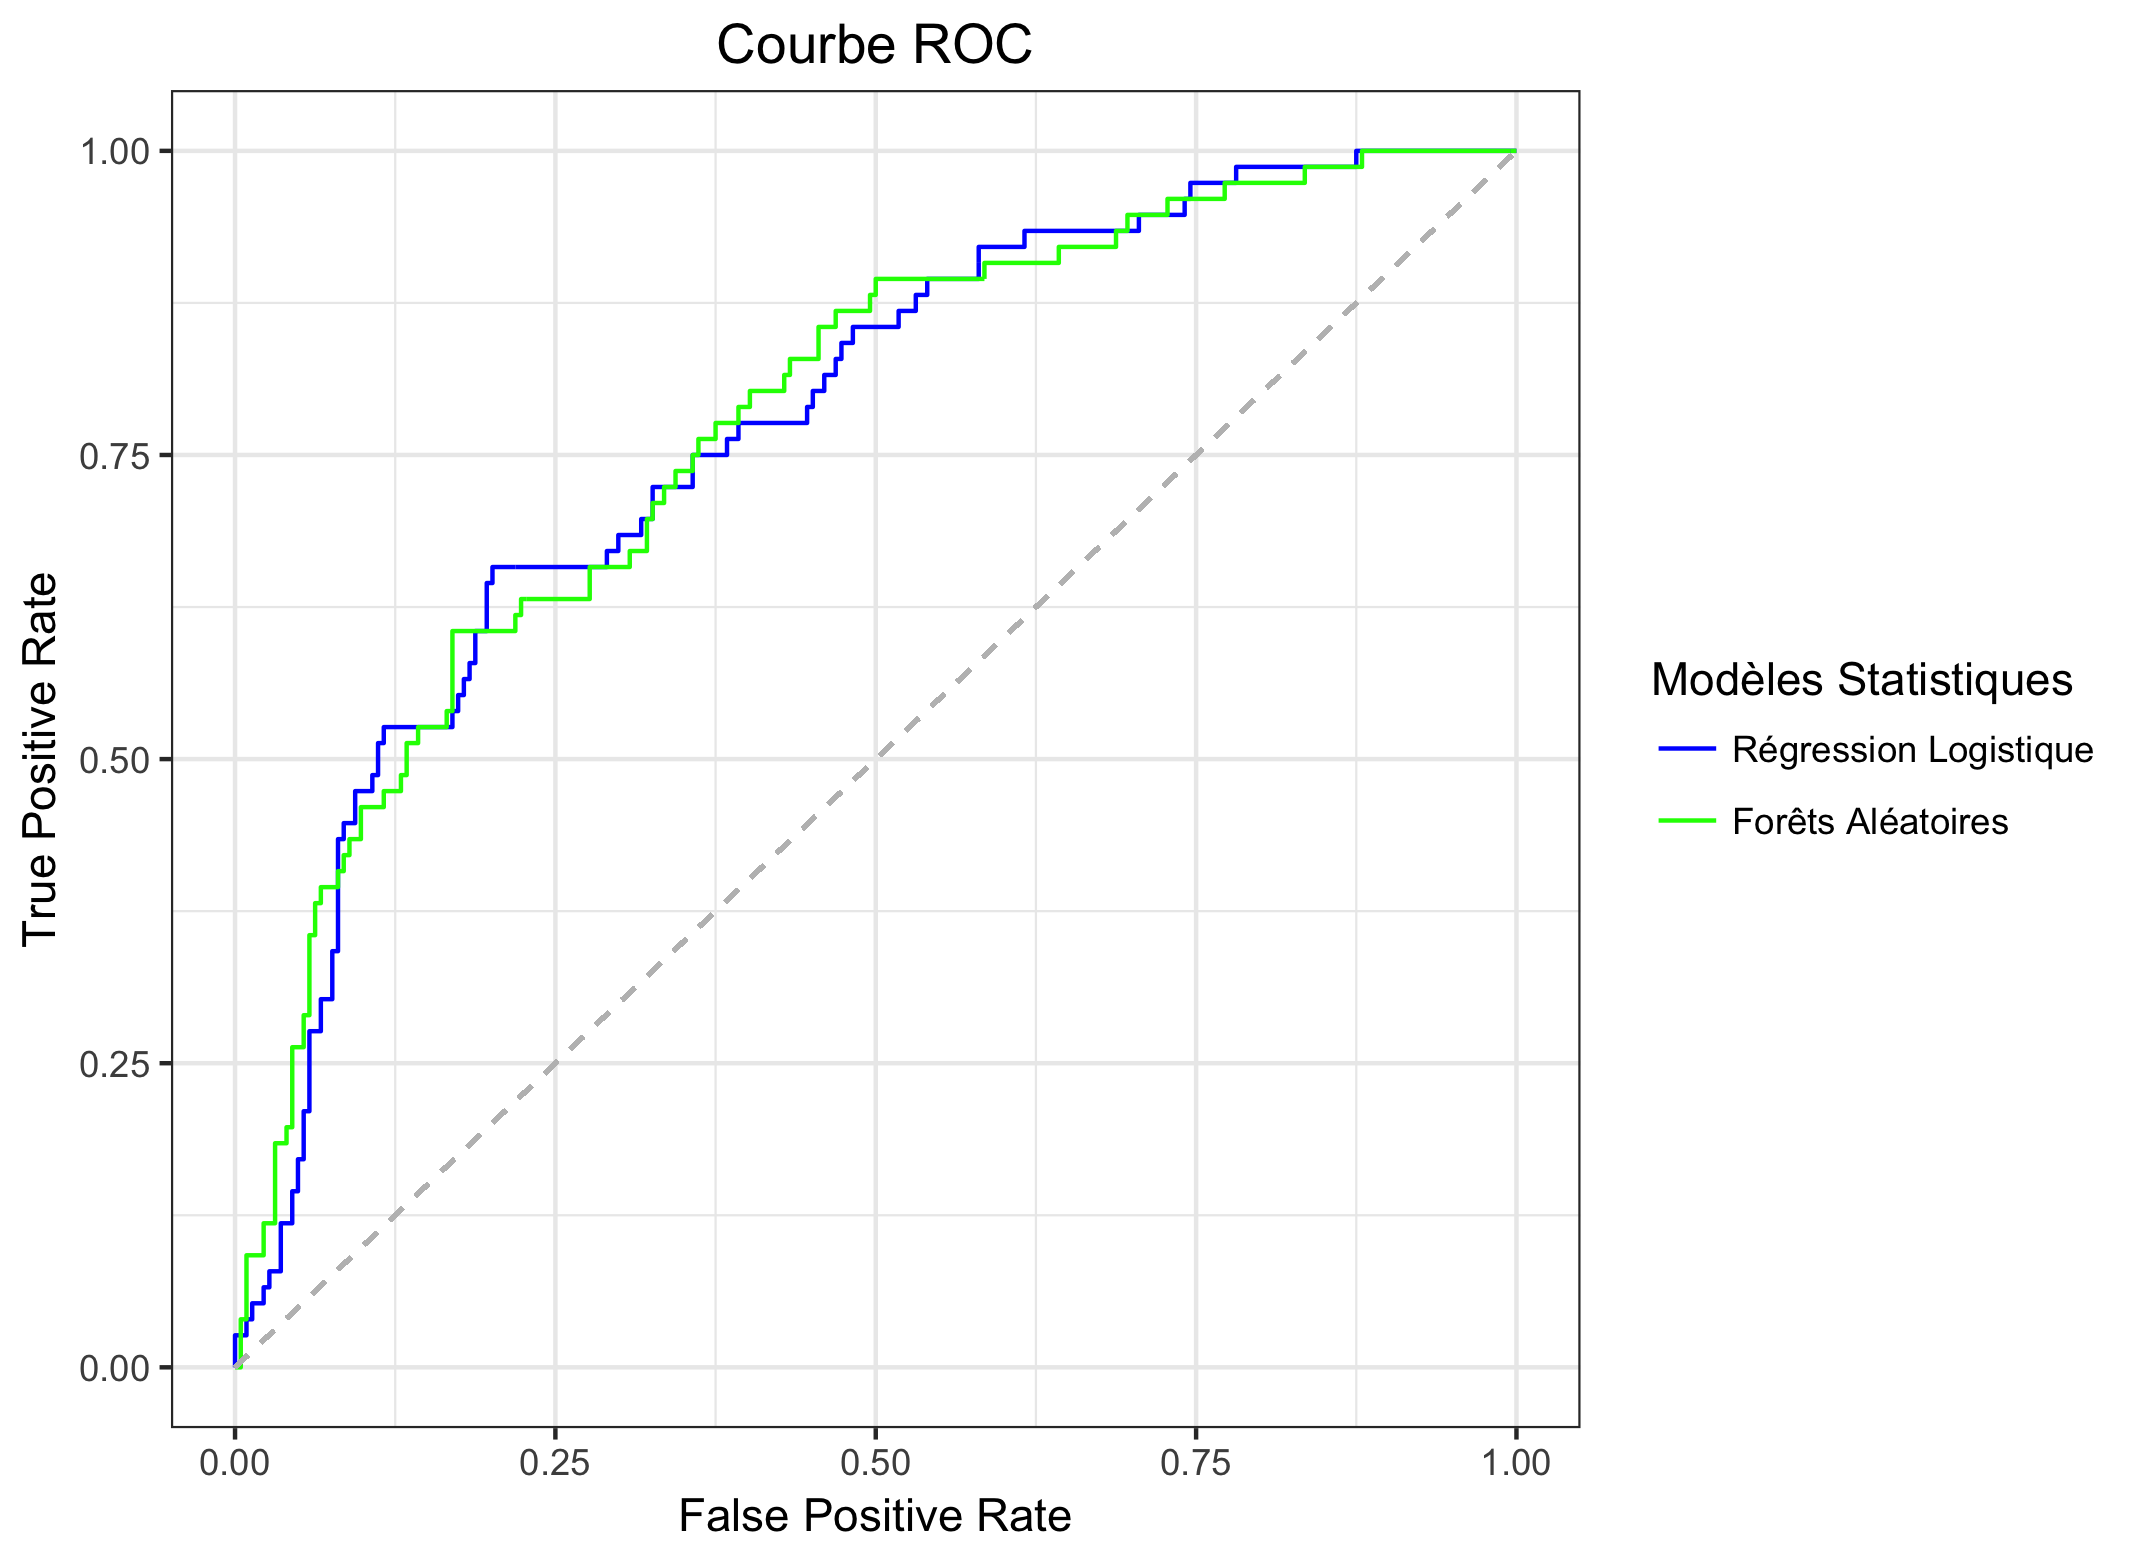 Courbe ROC
1.00
0.75
0.50
0.25
0.00
True Positive Rate
0.00 0.25 0.50 0.75 1.00
False Positive Rate
Modèles Statistiques
Régression Logistique
Forêts Aléatoires